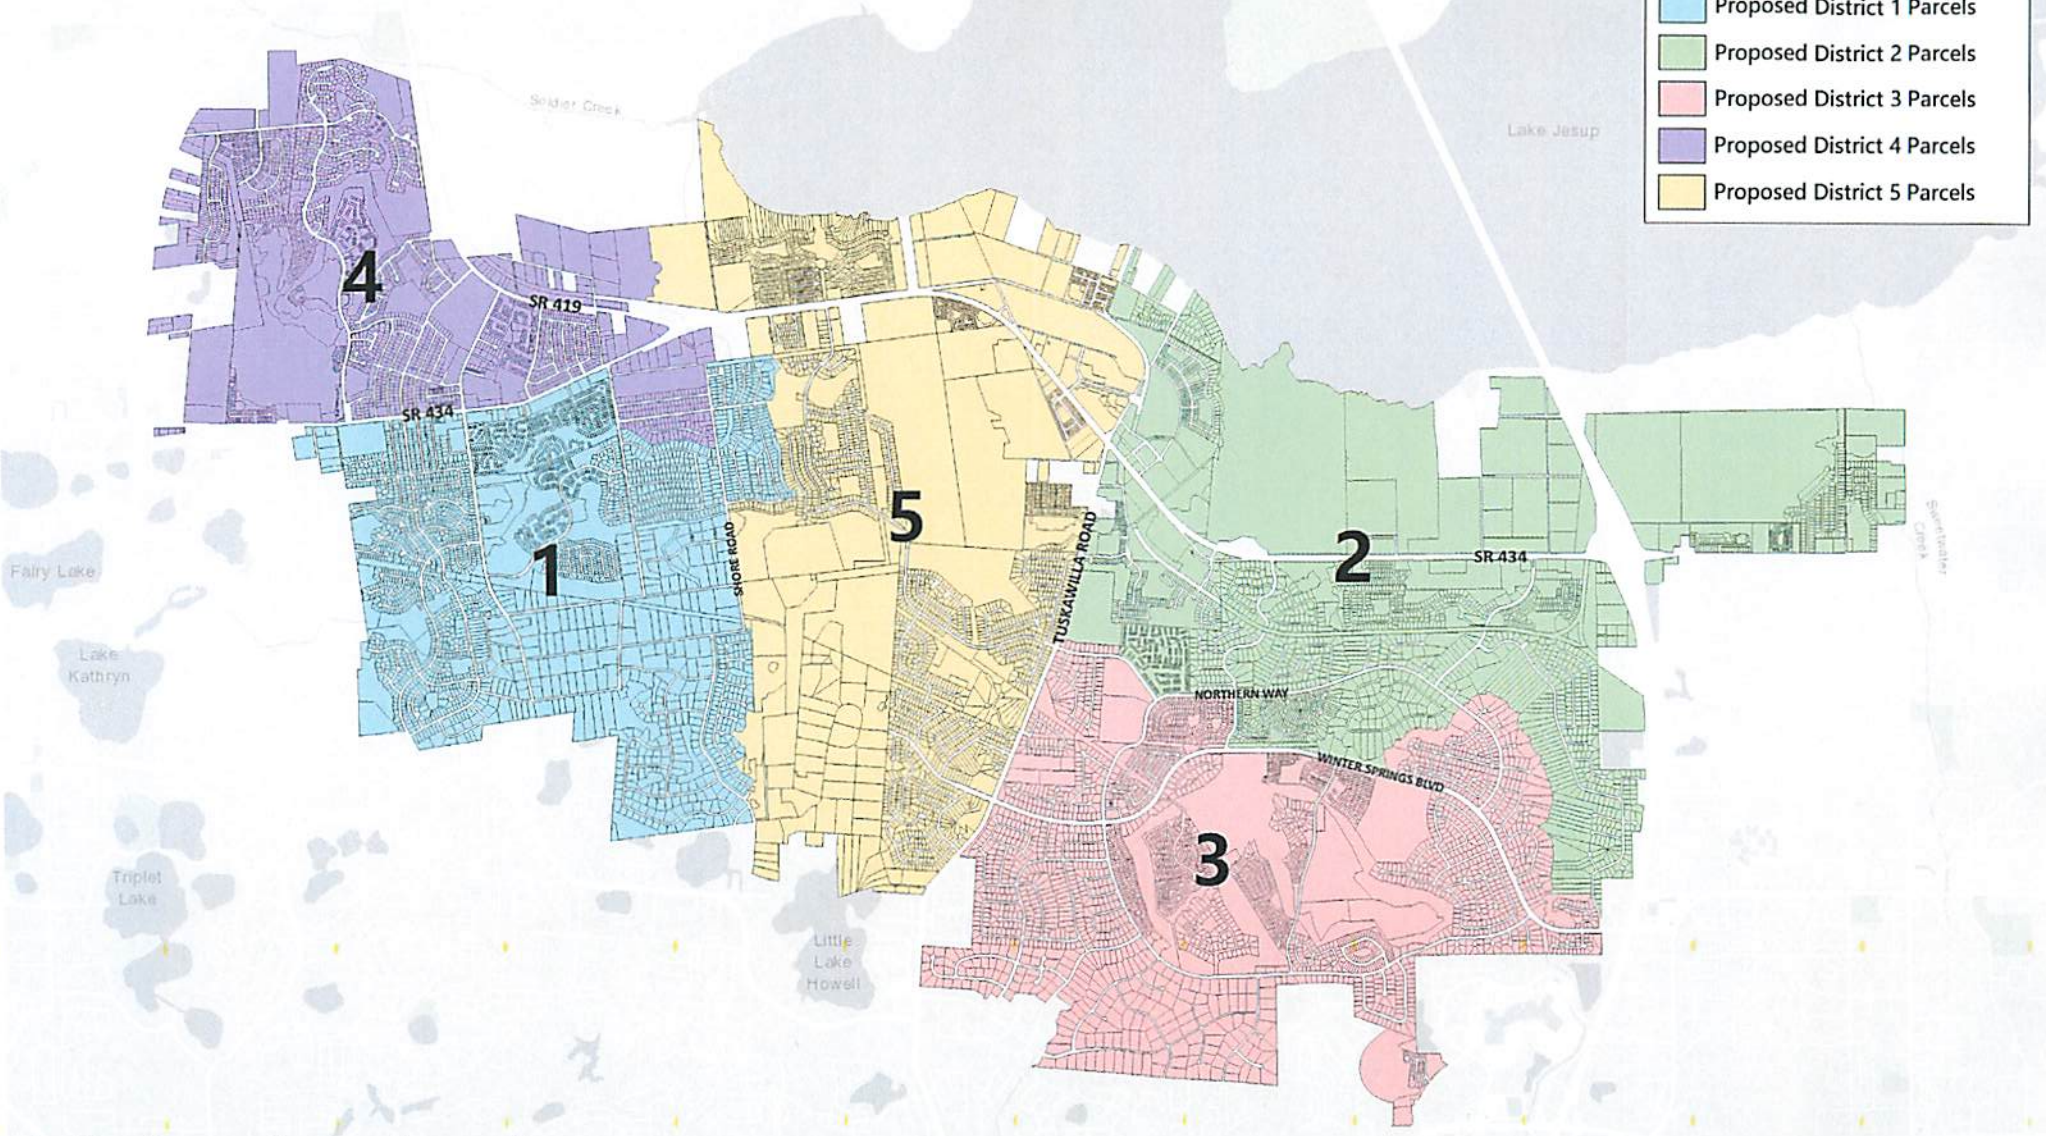 Proposed District 1 Parcels
Proposed District 2 Parcels
Proposed District 3 Parcels
Proposed District 4 Parcels
Proposed District 5 Parcels
Soldier Creek
Lake Jesup
4
SR 419
SR 434
5
1
SHORE ROAD
TUSKAWILLA ROAD
2
SR 434
Sweetwater
Creek
Fairy Lake
Lake
Kathryn
NORTHERN WAY
WINTER SPRINGS BLVD
3
Triplet
Lake
Little
Lake
Howell